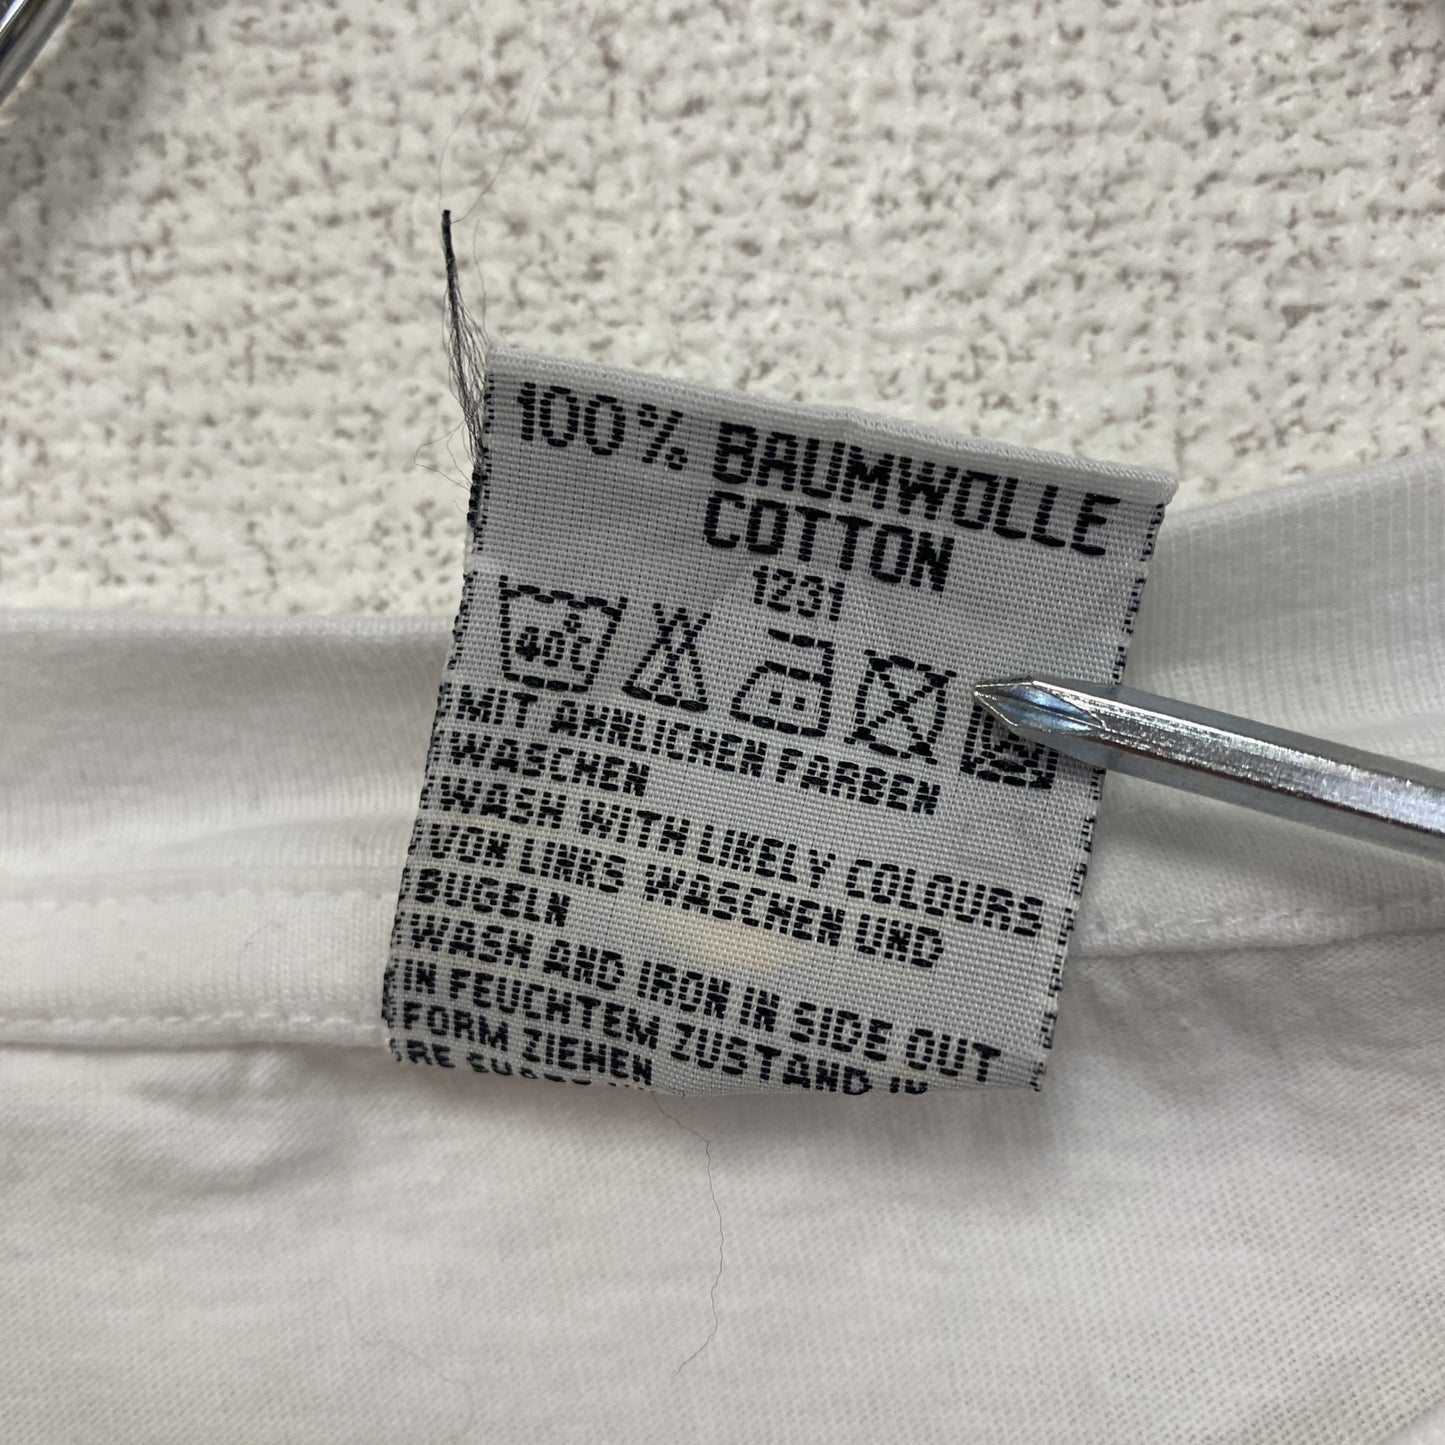 100% BAUMWOLLE
COTTON
1231
40°C
MIT AHNLICHEN FARBEN
WASCHEN
WASH WITH LIKELY COLOURS
VON LINKS WASCHEN UND
BUGELN
WASH AND IRON IN SIDE OUT
IN FEUCHTEM ZUSTAND IN
FORM ZIEHEN